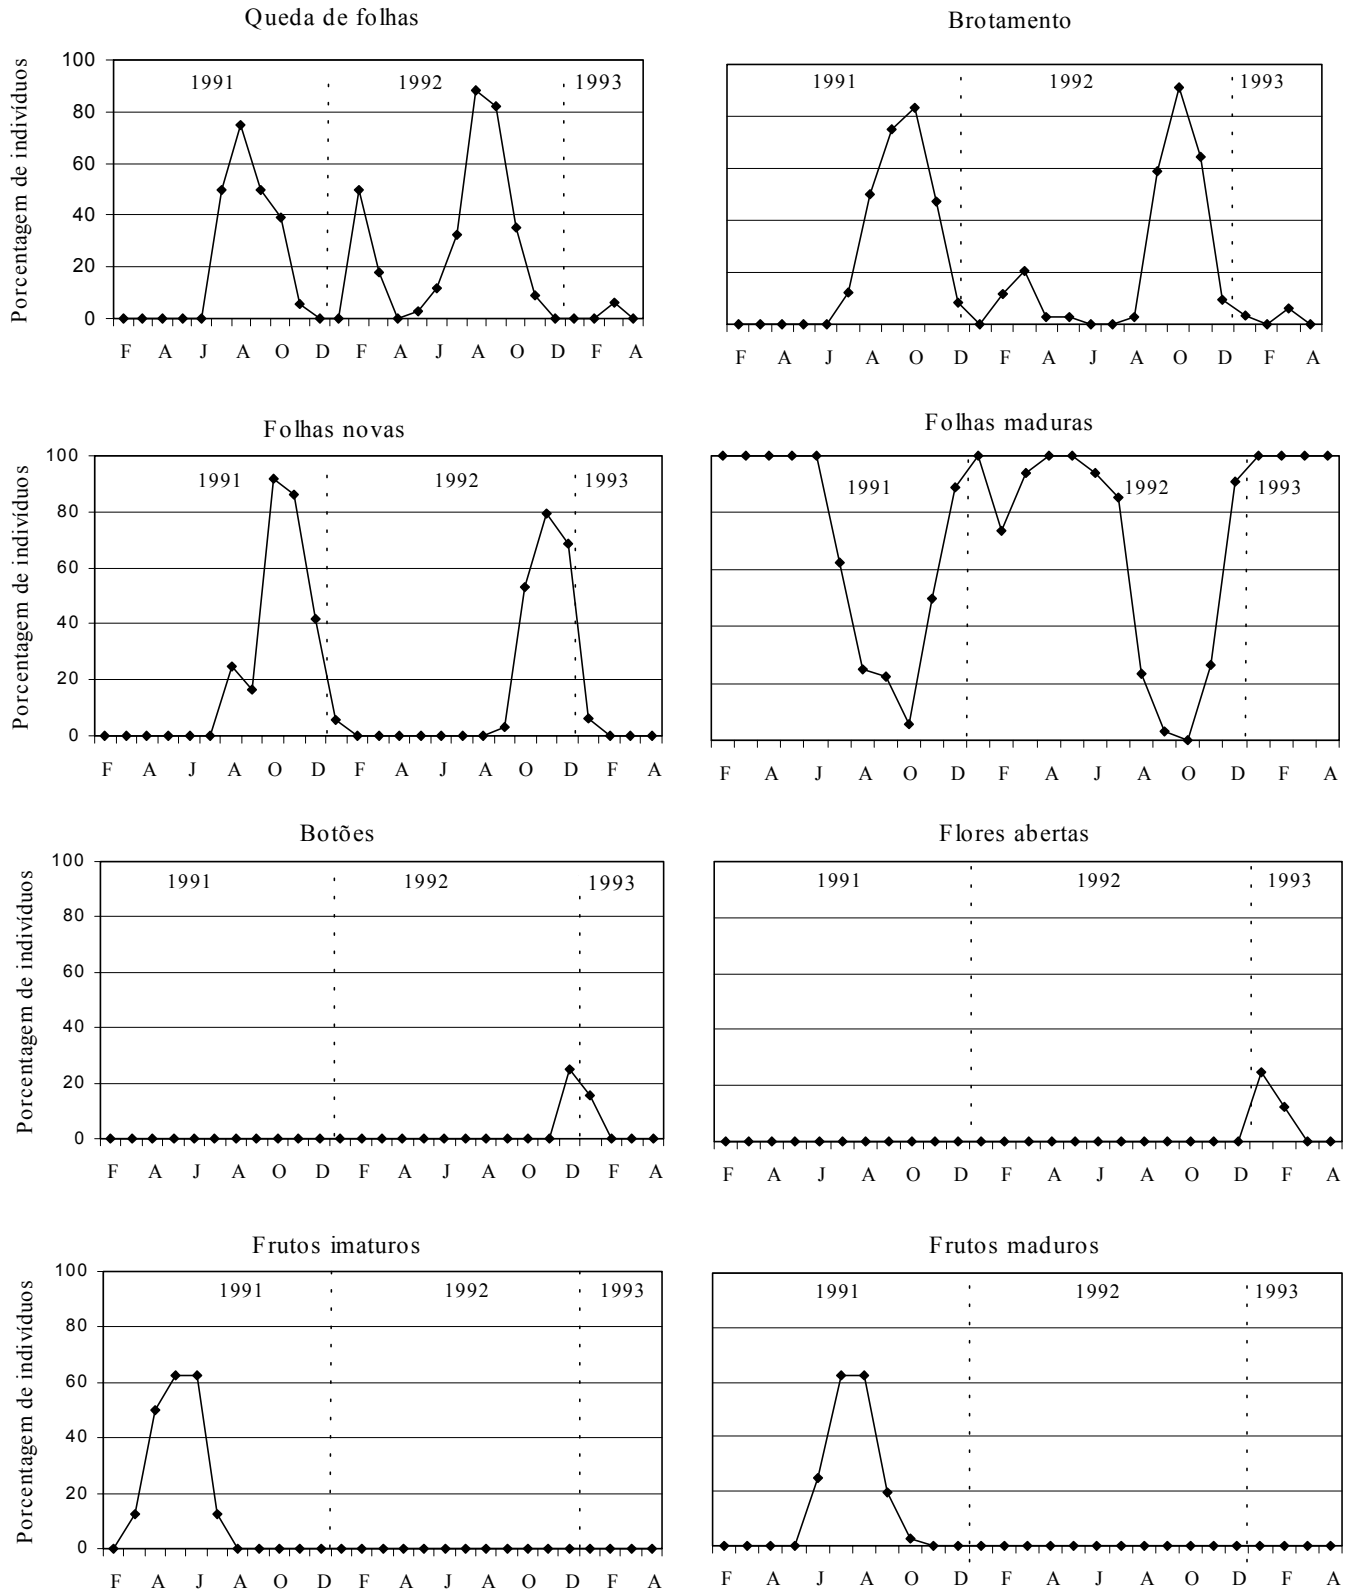 Queda de folhas
Porcentagem de indivíduos
100
80
60
40
20
0
1991 1992 1993
F A J A O D F A J A O D F A
Brotamento
1991 1992 1993
F A J A O D F A J A O D F A
Folhas novas
Porcentagem de indivíduos
100
80
60
40
20
0
1991 1992 1993
F A J A O D F A J A O D F A
Folhas maduras
1991 1992 1993
F A J A O D F A J A O D F A
Botões
Porcentagem de indivíduos
100
80
60
40
20
0
1991 1992 1993
F A J A O D F A J A O D F A
Flores abertas
1991 1992 1993
F A J A O D F A J A O D F A
Frutos imaturos
Porcentagem de indivíduos
100
80
60
40
20
0
1991 1992 1993
F A J A O D F A J A O D F A
Frutos maduros
1991 1992 1993
F A J A O D F A J A O D F A